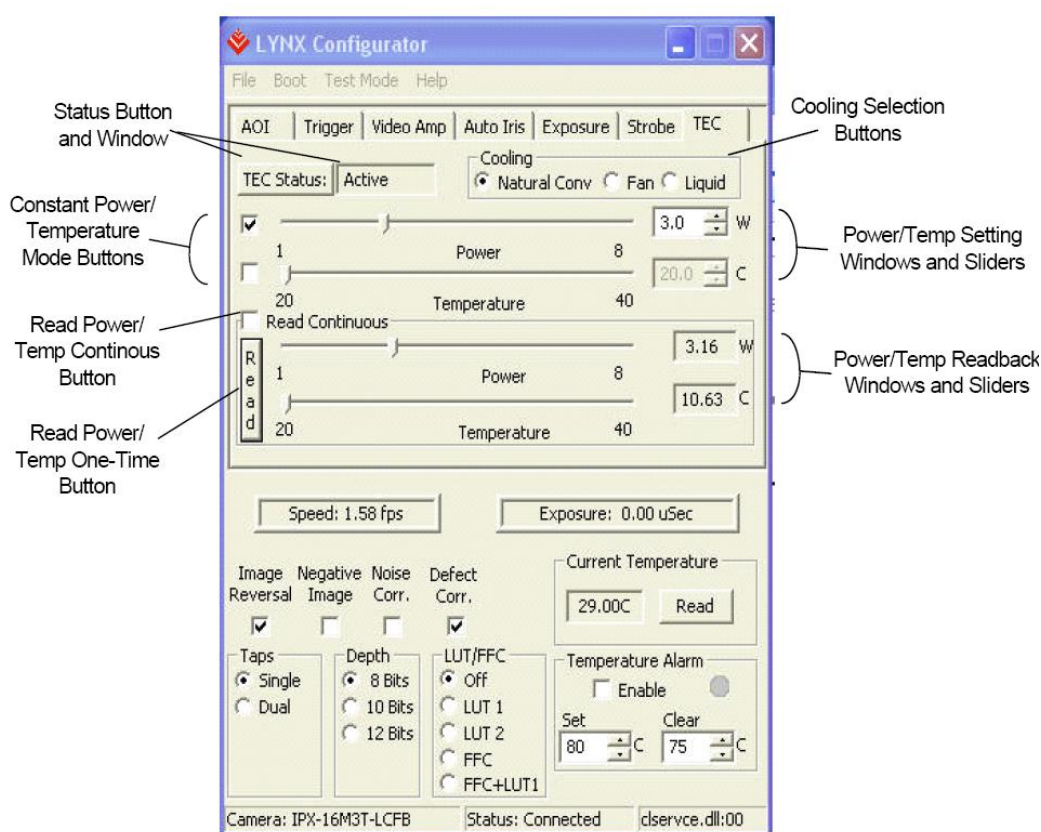 LYNX Configurator
File Boot Test Mode Help
Status Button
and Window
Cooling Selection
Buttons
AOI Trigger Video Amp Auto Iris Exposure Strobe TEC
TEC Status: Active
Cooling
Natural Conv Fan Liquid
Constant Power/
Temperature
Mode Buttons
3.0 W
1 Power 8
20.0 C
20 Temperature 40
Power/Temp Setting
Windows and Sliders
Read Power/
Temp Continous
Button
Read Continuous
Read
3.16 W
1 Power 8
10.63 C
20 Temperature 40
Power/Temp Readback
Windows and Sliders
Read Power/
Temp One-Time
Button
Speed: 1.58 fps
Exposure: 0.00 uSec
Image
Reversal
Negative
Image
Noise
Corr.
Defect
Corr.
Current Temperature
29.00C Read
Taps
Single
Dual
Depth
8 Bits
10 Bits
12 Bits
LUT/FFC
Off
LUT 1
LUT 2
FFC
FFC+LUT1
Temperature Alarm
Enable
Set Clear
80 C 75 C
Camera: IPX-16M3T-LCFB Status: Connected clservce.dll:00